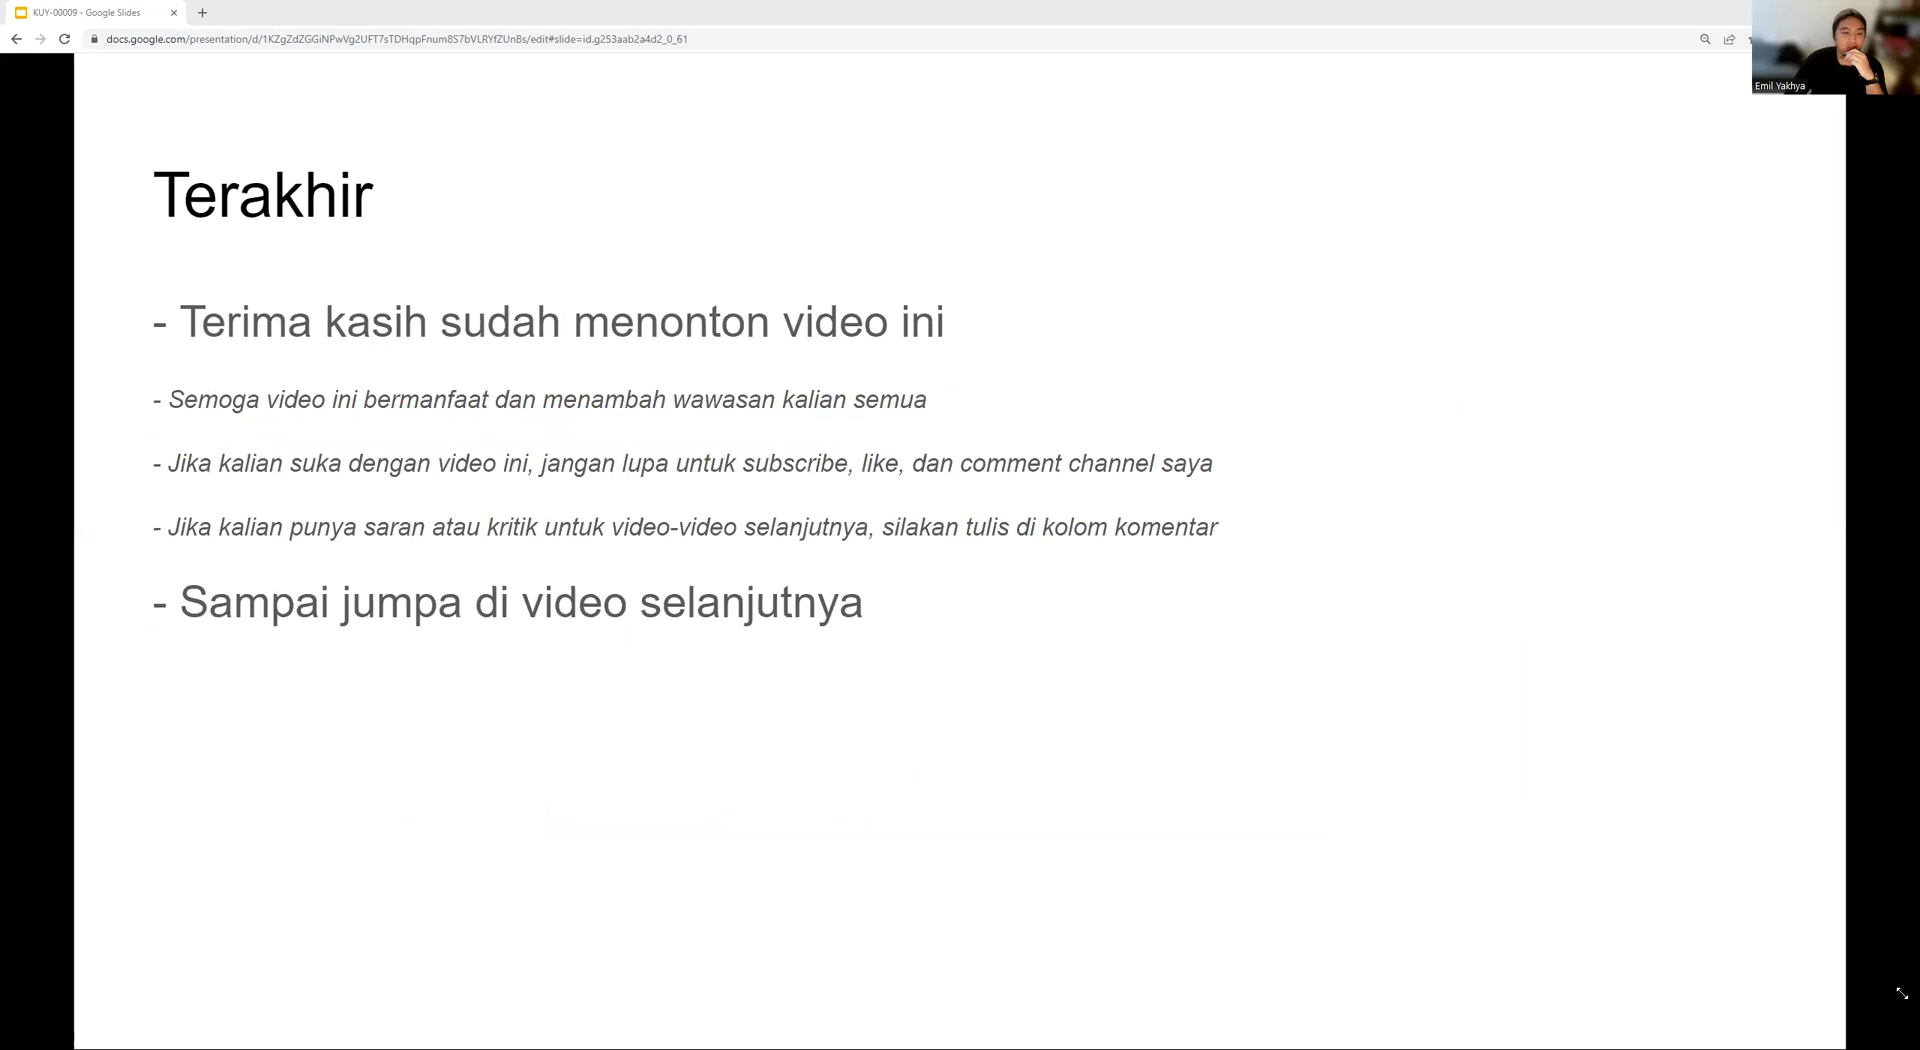 KUY-00009 - Google Slides
docs.google.com/presentation/d/1KZgZdZGGiNPwVg2UFT7sTDHqpFnum8S7bVLRYfZUnBs/edit#slide=id.g253aab2a4d2_0_61
Emil Yakhya
Terakhir
- Terima kasih sudah menonton video ini
- Semoga video ini bermanfaat dan menambah wawasan kalian semua
- Jika kalian suka dengan video ini, jangan lupa untuk subscribe, like, dan comment channel saya
- Jika kalian punya saran atau kritik untuk video-video selanjutnya, silakan tulis di kolom komentar
- Sampai jumpa di video selanjutnya